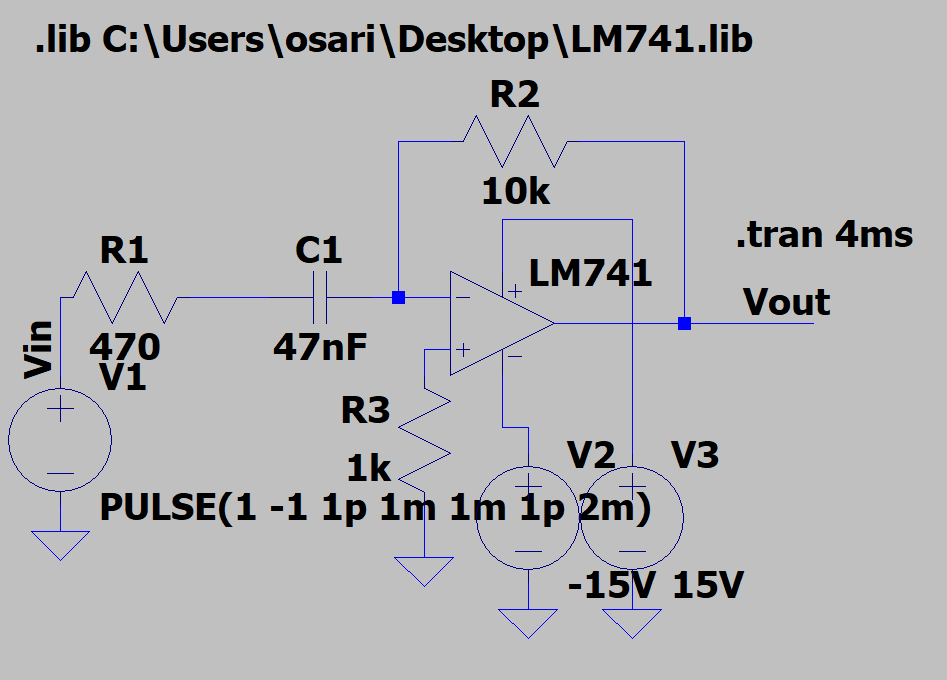 .lib C:\Users\osari\Desktop\LM741.lib
R2
10k
.tran 4ms
R1
C1
LM741
Vout
Vin
470
47nF
V1
R3
1k
V2
V3
PULSE(1 -1 1p 1m 1m 1p 2m)
-15V
15V